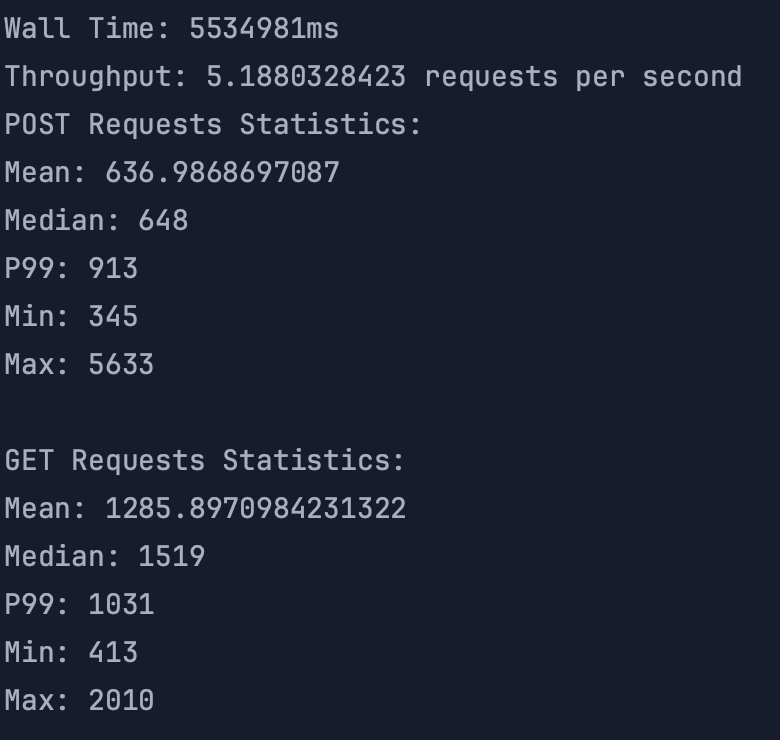 Wall Time: 5534981ms
Throughput: 5.1880328423 requests per second
POST Requests Statistics:
Mean: 636.9868697087
Median: 648
P99: 913
Min: 345
Max: 5633
GET Requests Statistics:
Mean: 1285.8970984231322
Median: 1519
P99: 1031
Min: 413
Max: 2010